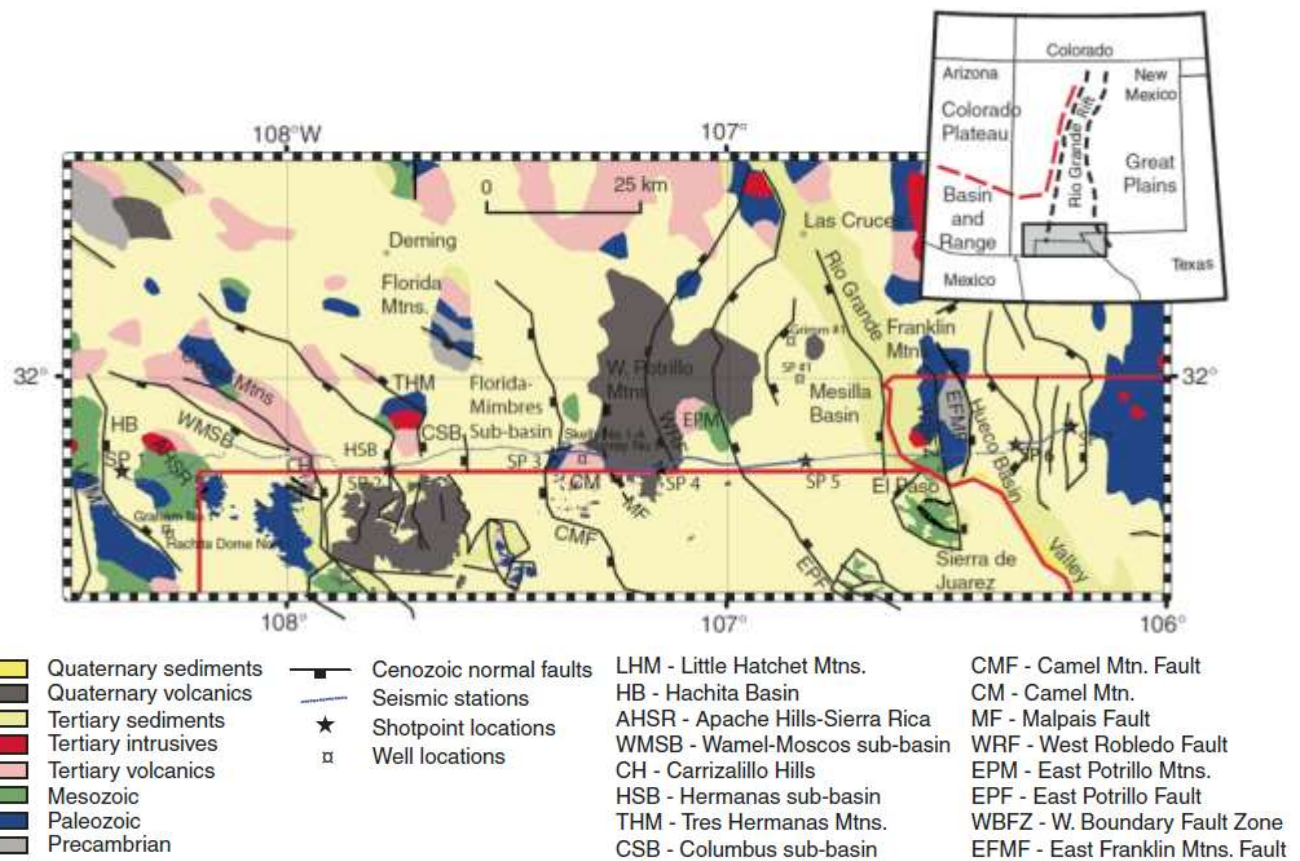 Colorado
Arizona
New
Mexico
Colorado
Plateau
Rio Grande Rift
Great
Plains
Basin
and
Range
Mexico
Texas
108°W
107°
0
25 km
Las Cruces
Deming
Florida
Mtns.
Rio Grande
Franklin
Mtns.
Grimm #1
32°
W. Potrillo
Mtns
SP #1
32°
Mtns
THM
Florida-
Mimbres
Sub-basin
Mesilla
Basin
EFMF
Hueco Basin
HB
WMSB
EPM
CSB
HSB
SP
AHSR
CH
SP 3
SP 2
CM
SP 4
SP 5
SP 6
El Paso
MF
CMF
EPF
Sierra de
Juarez
Valley
108°
107°
106°
Quaternary sediments
Quaternary volcanics
Tertiary sediments
Tertiary intrusives
Tertiary volcanics
Mesozoic
Paleozoic
Precambrian
Cenozoic normal faults
Seismic stations
Shotpoint locations
Well locations
LHM - Little Hatchet Mtns.
HB - Hachita Basin
AHSR - Apache Hills-Sierra Rica
WMSB - Wamel-Moscos sub-basin
CH - Carrizalillo Hills
HSB - Hermanas sub-basin
THM - Tres Hermanas Mtns.
CSB - Columbus sub-basin
CMF - Camel Mtn. Fault
CM - Camel Mtn.
MF - Malpais Fault
WRF - West Robledo Fault
EPM - East Potrillo Mtns.
EPF - East Potrillo Fault
WBFZ - W. Boundary Fault Zone
EFMF - East Franklin Mtns. Fault